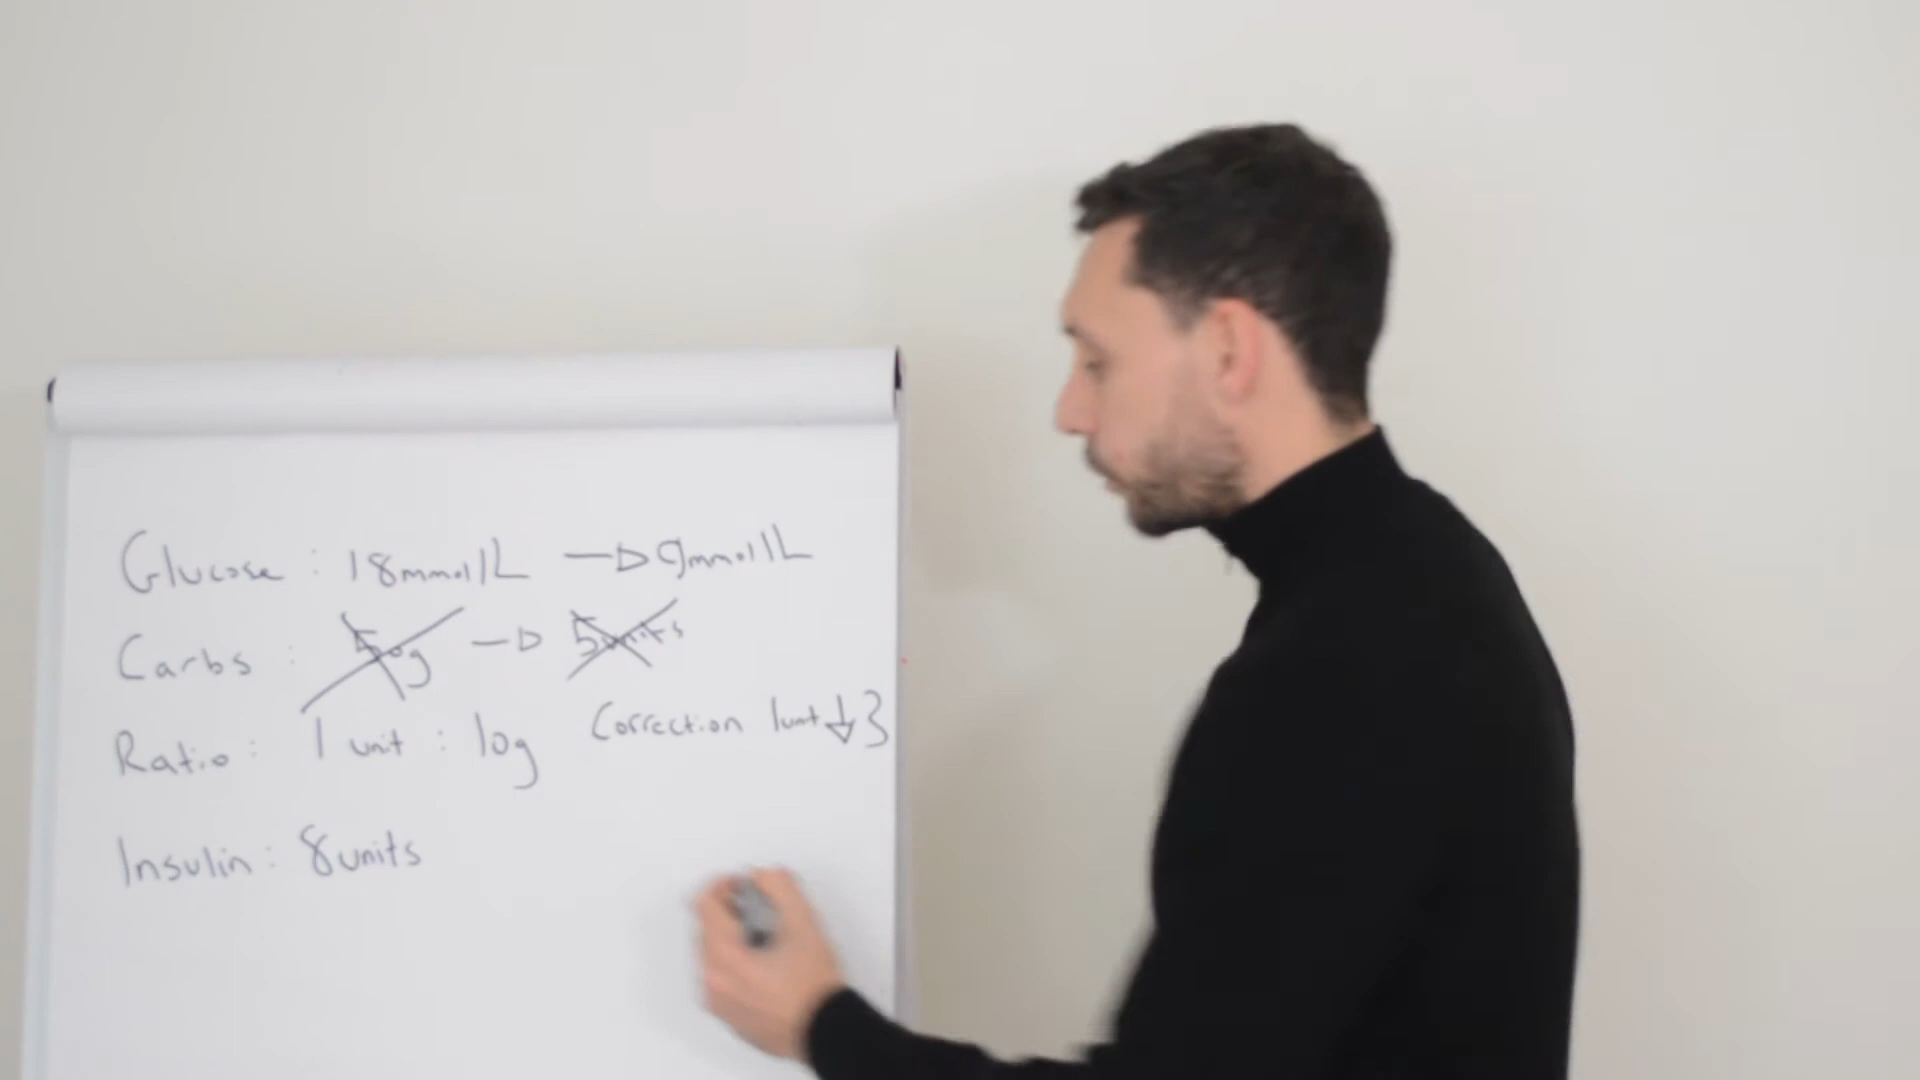 Glucose : 18mmol/L → 9mmol/L
Carbs : 50g → 5units
Ratio : 1 unit : 10g Correction 1unit ↓ 3
Insulin : 8units